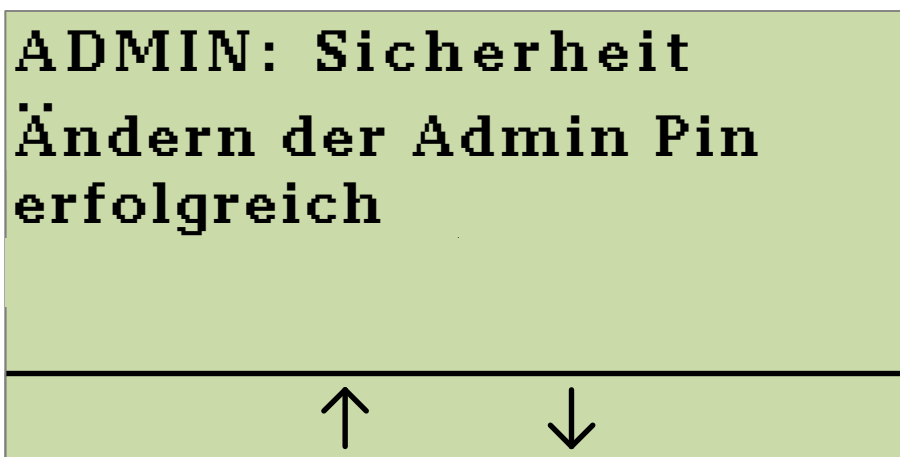 ADMIN: Sicherheit
Ändern der Admin Pin
erfolgreich
↑ ↓